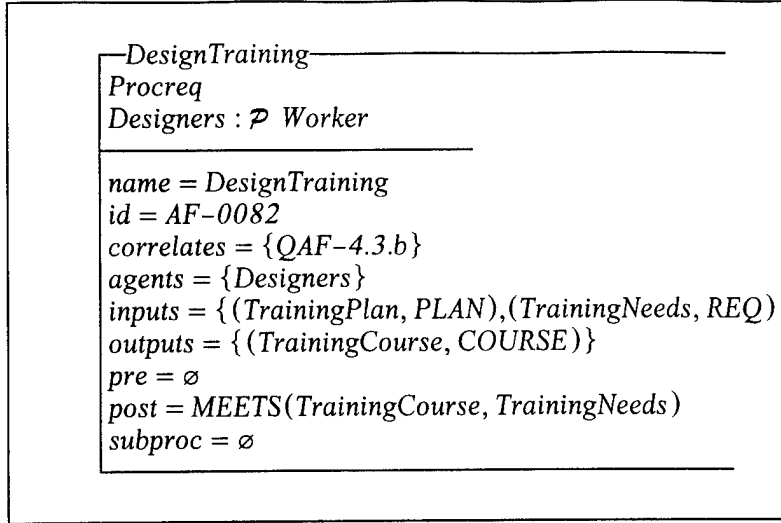 DesignTraining
Procreq
Designers : 𝒫 Worker
name = DesignTraining
id = AF–0082
correlates = {QAF–4.3.b}
agents = {Designers}
inputs = {(TrainingPlan, PLAN),(TrainingNeeds, REQ)
outputs = {(TrainingCourse, COURSE)}
pre = ∅
post = MEETS(TrainingCourse, TrainingNeeds)
subproc = ∅